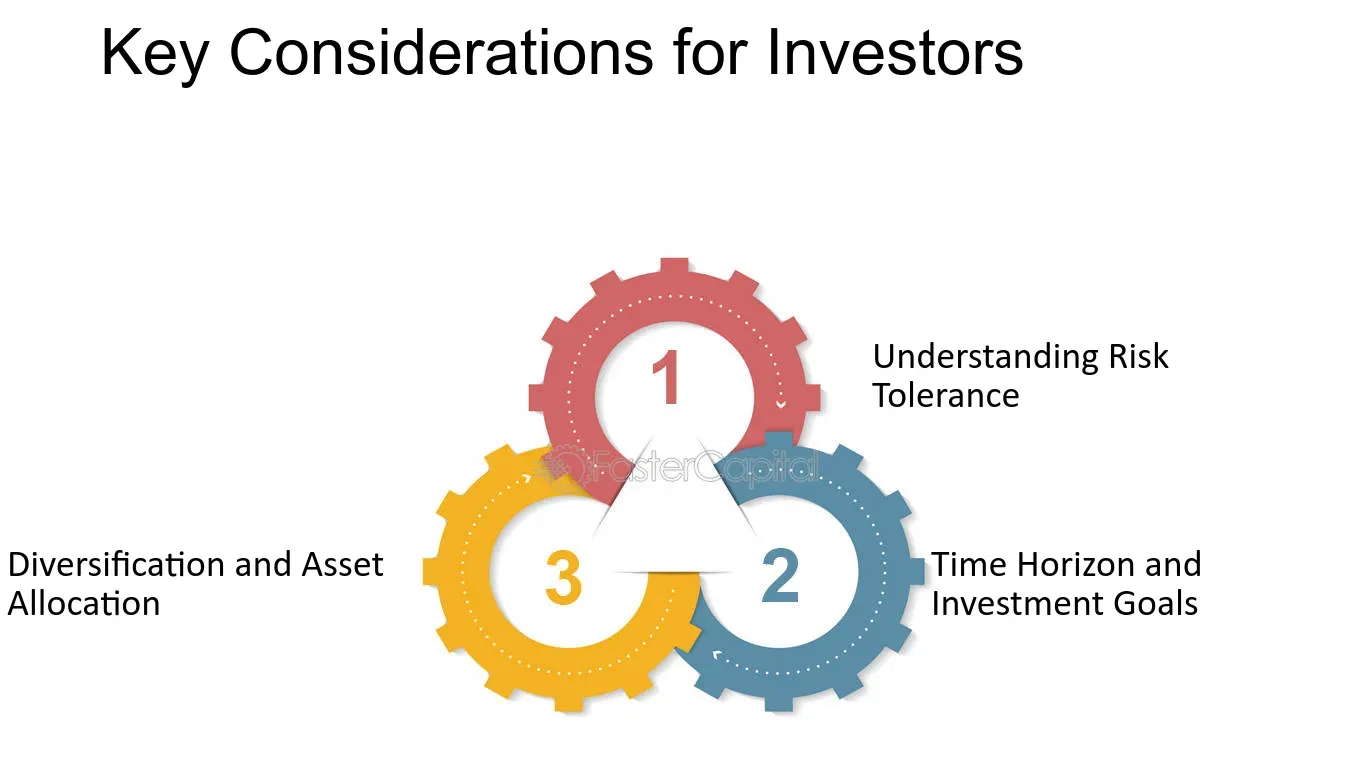 Key Considerations for Investors
1
Understanding Risk
Tolerance
FasterCapital
2
Time Horizon and
Investment Goals
3
Diversification and Asset
Allocation